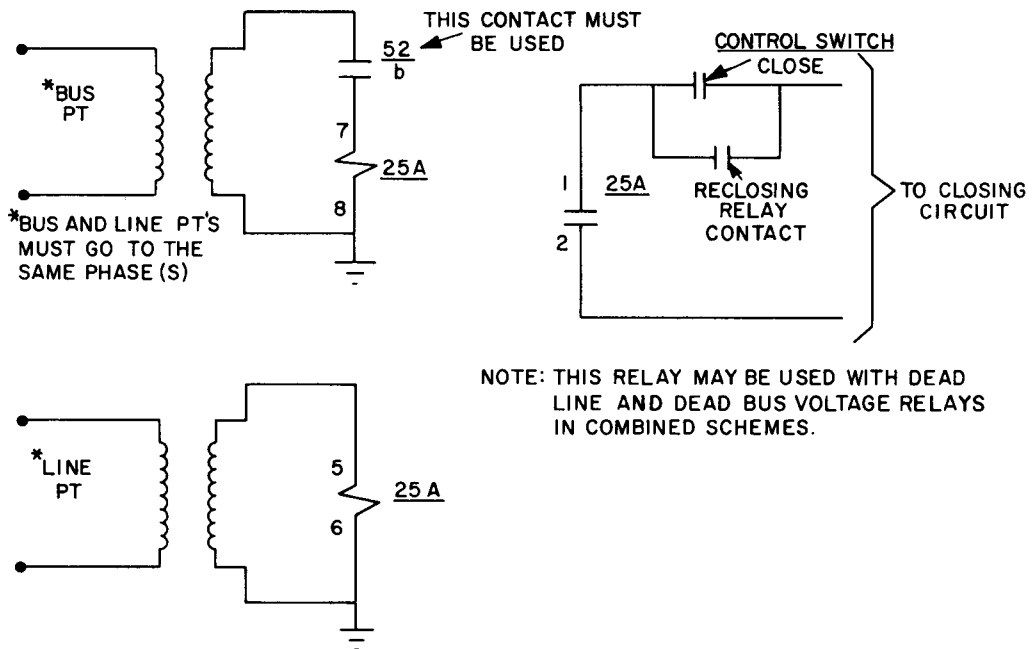 THIS CONTACT MUST
BE USED
52
b
*BUS
PT
7
25A
8
*BUS AND LINE PT'S
MUST GO TO THE
SAME PHASE(S)
CONTROL SWITCH
CLOSE
1
25A
2
RECLOSING
RELAY
CONTACT
TO CLOSING
CIRCUIT
NOTE: THIS RELAY MAY BE USED WITH DEAD
LINE AND DEAD BUS VOLTAGE RELAYS
IN COMBINED SCHEMES.
*LINE
PT
5
25A
6